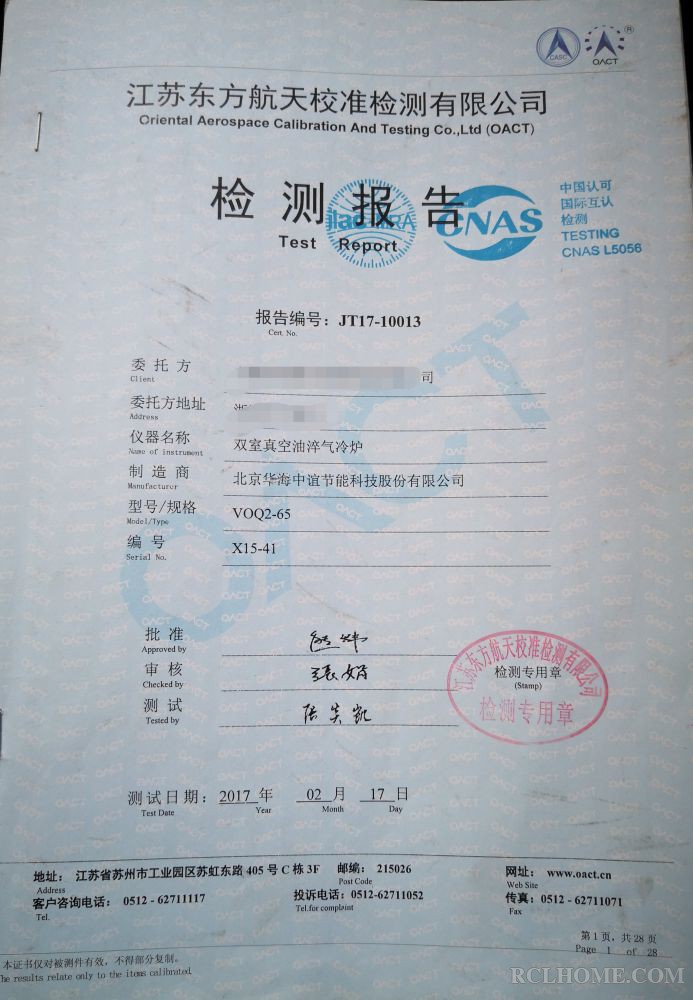 CASC
OACT
®
江苏东方航天校准检测有限公司
Oriental Aerospace Calibration And Testing Co.,Ltd (OACT)
检测报告
Test Report
ilac-MRA
CNAS
中国认可
国际互认
检测
TESTING
CNAS L5056
报告编号: JT17-10013
Cert. No.
委托方 司
Client
委托方地址
Address
仪器名称 双室真空油淬气冷炉
Name of instrument
制造商 北京华海中谊节能科技股份有限公司
Manufacturer
型号/规格 VOQ2-65
Model/Type
编号 X15-41
Serial No.
批准
Approved by
审核 张娟
Checked by
测试
Tested by
江苏东方航天校准检测有限公司
检测专用章
(Stamp)
检测专用章
测试日期: 2017 年 02 月 17 日
Test Date Year Month Day
地址: 江苏省苏州市工业园区苏虹东路 405 号 C 栋 3F 邮编: 215026 网址: www.oact.cn
Address Post Code Web Site
客户咨询电话: 0512 - 62711117 投诉电话: 0512-62711052 传真: 0512 - 62711071
Tel. Tel.for complaint Fax
第 1 页, 共 28 页
Page 1 of 28
本证书仅对被测件有效，不得部分复制。
he results relate only to the items calibrated
RCLHOME.COM